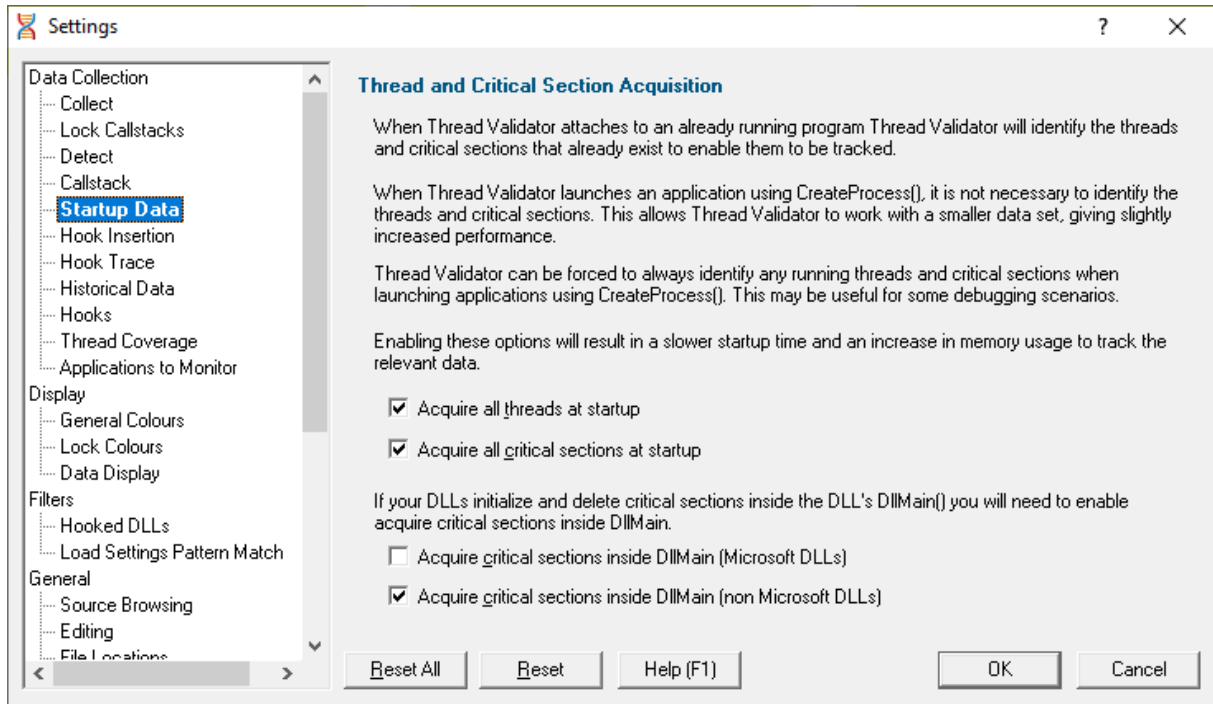 Settings
?
Data Collection
Collect
Lock Callstacks
Detect
Callstack
Startup Data
Hook Insertion
Hook Trace
Historical Data
Hooks
Thread Coverage
Applications to Monitor
Display
General Colours
Lock Colours
Data Display
Filters
Hooked DLLs
Load Settings Pattern Match
General
Source Browsing
Editing
File Locations
Thread and Critical Section Acquisition
When Thread Validator attaches to an already running program Thread Validator will identify the threads
and critical sections that already exist to enable them to be tracked.
When Thread Validator launches an application using CreateProcess(), it is not necessary to identify the
threads and critical sections. This allows Thread Validator to work with a smaller data set, giving slightly
increased performance.
Thread Validator can be forced to always identify any running threads and critical sections when
launching applications using CreateProcess(). This may be useful for some debugging scenarios.
Enabling these options will result in a slower startup time and an increase in memory usage to track the
relevant data.
Acquire all threads at startup
Acquire all critical sections at startup
If your DLLs initialize and delete critical sections inside the DLL's DllMain() you will need to enable
acquire critical sections inside DllMain.
Acquire critical sections inside DllMain (Microsoft DLLs)
Acquire critical sections inside DllMain (non Microsoft DLLs)
Reset All
Reset
Help (F1)
OK
Cancel